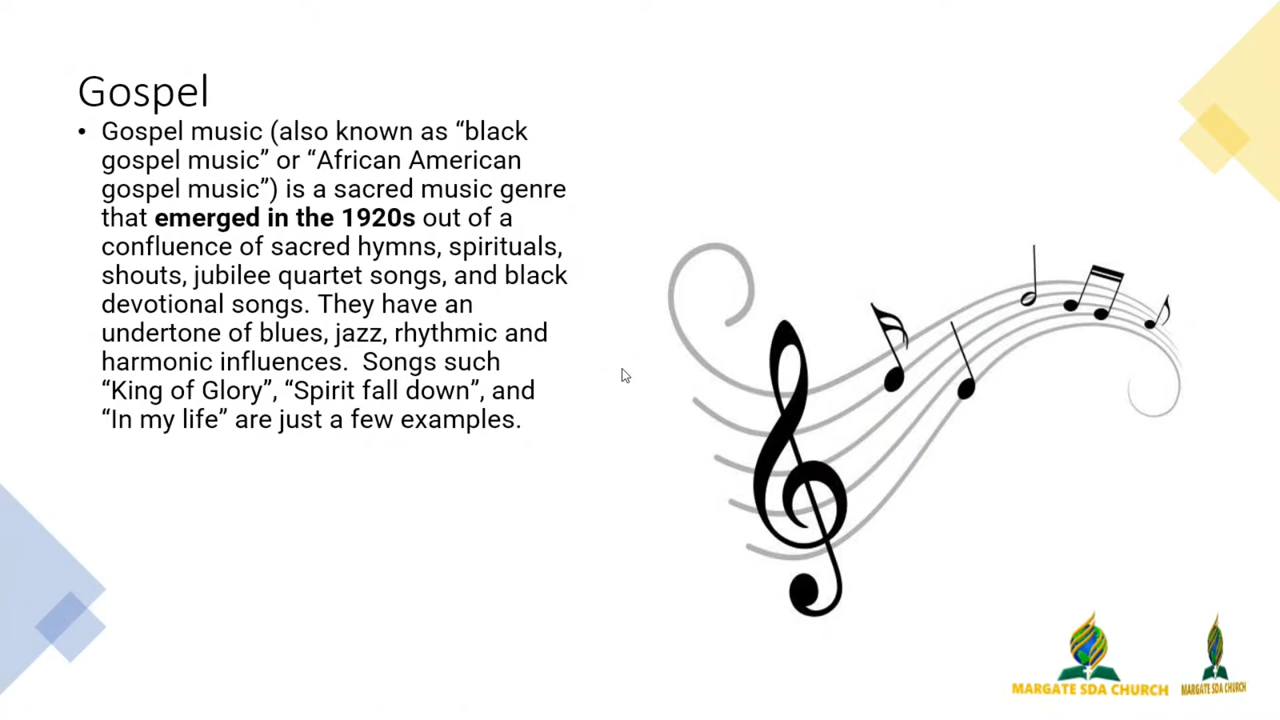 Gospel
• Gospel music (also known as “black
gospel music” or “African American
gospel music”) is a sacred music genre
that emerged in the 1920s out of a
confluence of sacred hymns, spirituals,
shouts, jubilee quartet songs, and black
devotional songs. They have an
undertone of blues, jazz, rhythmic and
harmonic influences.  Songs such
“King of Glory”, “Spirit fall down”, and
“In my life” are just a few examples.
MARGATE SDA CHURCH
MARGATE SDA CHURCH